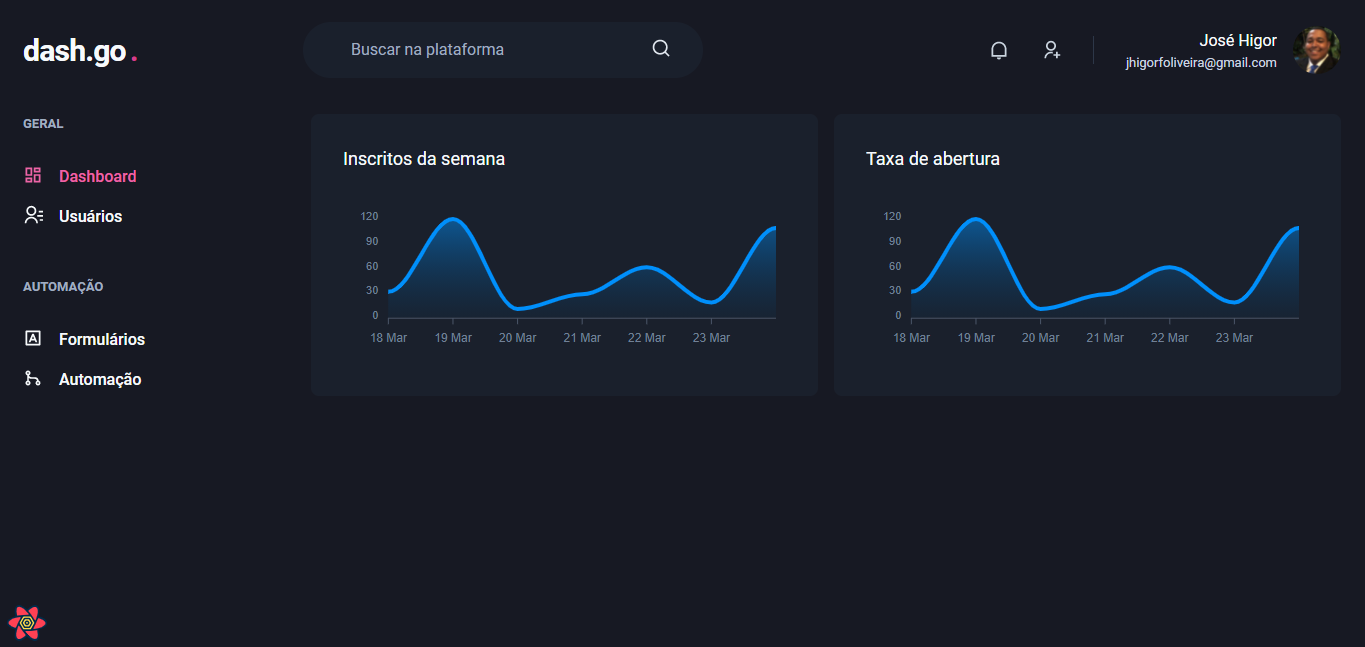 dash.go .
Buscar na plataforma
José Higor
jhigorfoliveira@gmail.com
GERAL
Dashboard
Usuários
AUTOMAÇÃO
Formulários
Automação
Inscritos da semana
120
90
60
30
0
18 Mar 19 Mar 20 Mar 21 Mar 22 Mar 23 Mar
Taxa de abertura
120
90
60
30
0
18 Mar 19 Mar 20 Mar 21 Mar 22 Mar 23 Mar